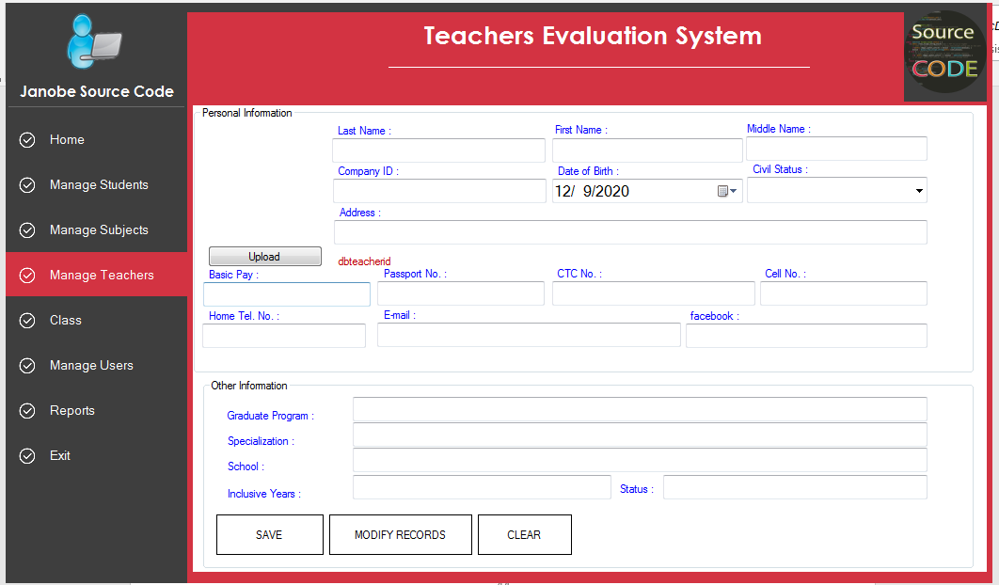 Teachers Evaluation System
Source
CODE
Janobe Source Code
Home
Manage Students
Manage Subjects
Manage Teachers
Class
Manage Users
Reports
Exit
Personal Information
Last Name : First Name : Middle Name :
Company ID : Date of Birth : Civil Status :
12/ 9/2020
Address :
Upload dbteacherid
Basic Pay : Passport No. : CTC No. : Cell No. :
Home Tel. No. : E-mail : facebook :
Other Information
Graduate Program :
Specialization :
School :
Inclusive Years : Status :
SAVE MODIFY RECORDS CLEAR